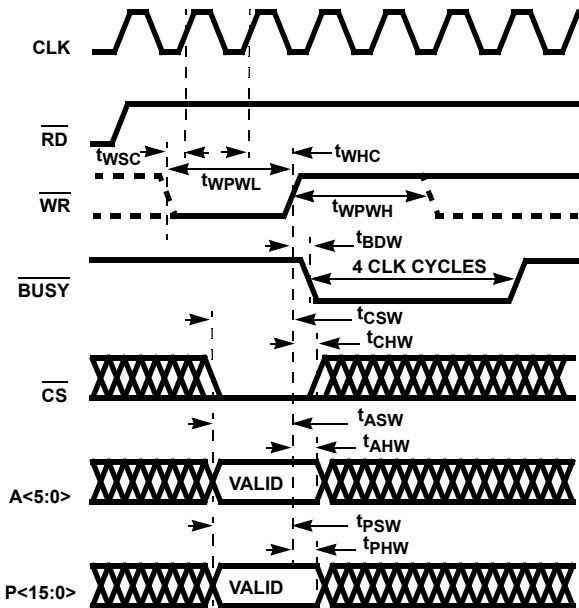 CLK
RD
tWSC
tWHC
tWPWL
WR
tWPWH
tBDW
4 CLK CYCLES
BUSY
tCSW
tCHW
CS
tASW
tAHW
VALID
A<5:0>
tPSW
tPHW
VALID
P<15:0>